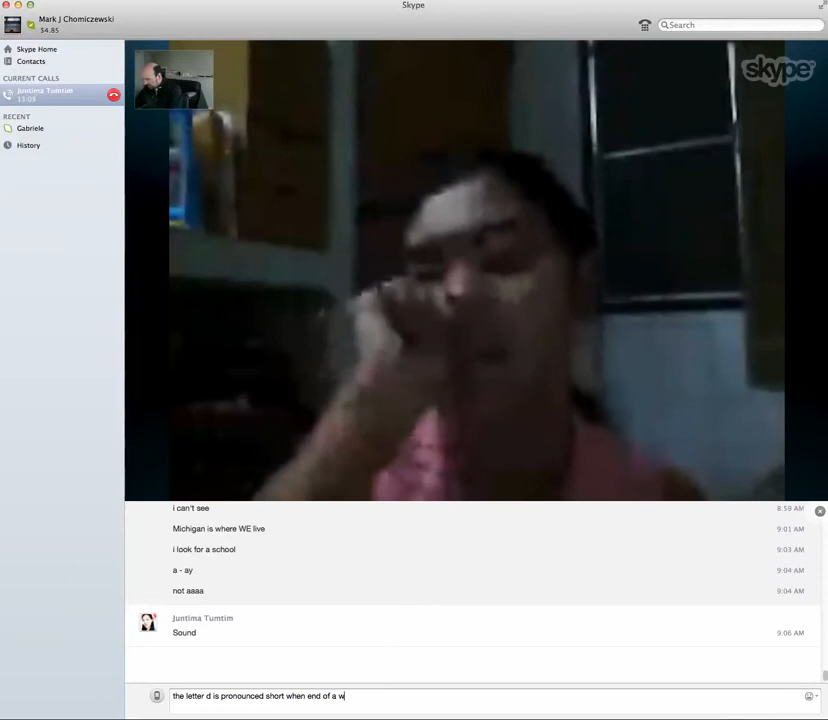 Skype
Mark J Chomiczewski
$4.85
Search
Skype Home
Contacts
CURRENT CALLS
Juntima Tumtim
13:09
RECENT
Gabriele
History
skype
i can't see 8:59 AM
Michigan is where WE live 9:01 AM
i look for a school 9:03 AM
a - ay 9:04 AM
not aaaa 9:04 AM
Juntima Tumtim
Sound 9:06 AM
the letter d is pronounced short when end of a w